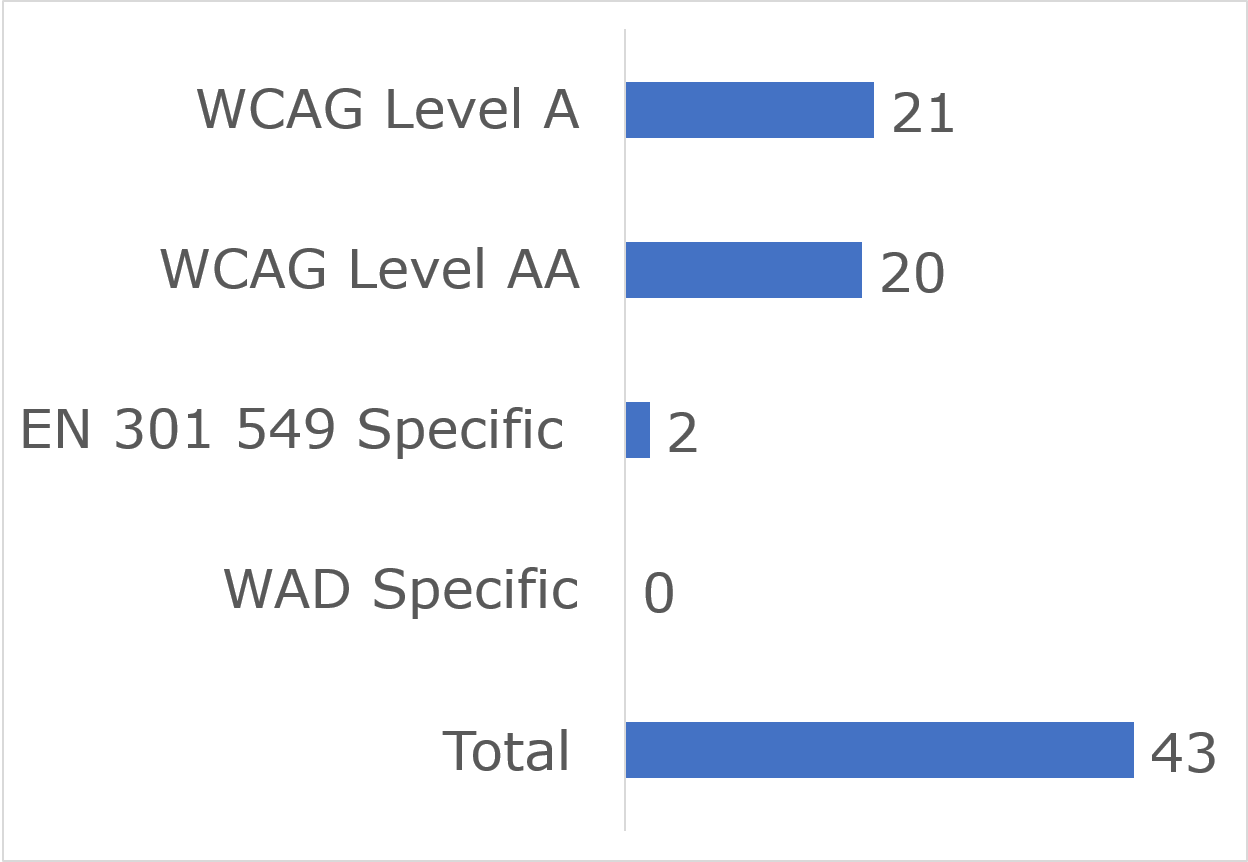 WCAG Level A 21
WCAG Level AA 20
EN 301 549 Specific 2
WAD Specific 0
Total 43